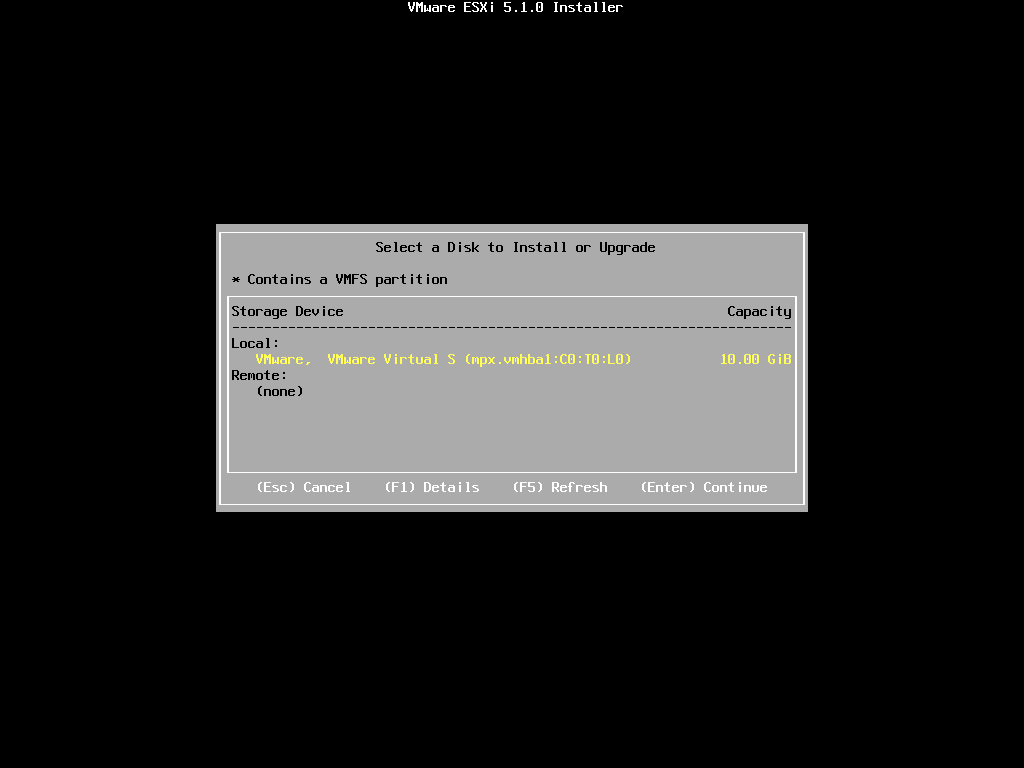 VMware ESXi 5.1.0 Installer
Select a Disk to Install or Upgrade
* Contains a VMFS partition
Storage Device Capacity
--------------------------------------------------------------------
Local:
VMware,  VMware Virtual S (mpx.vmhba1:C0:T0:L0) 10.00 GiB
Remote:
(none)
(Esc) Cancel (F1) Details (F5) Refresh (Enter) Continue